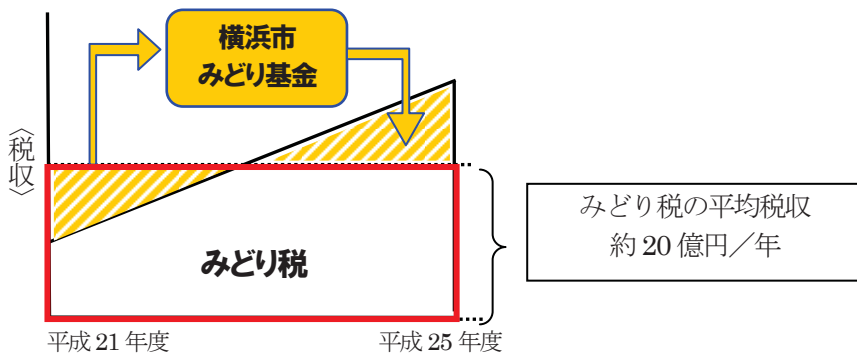 横浜市
みどり基金
〈税収〉
みどり税
みどり税の平均税収
約 20 億円／年
平成 21 年度
平成 25 年度